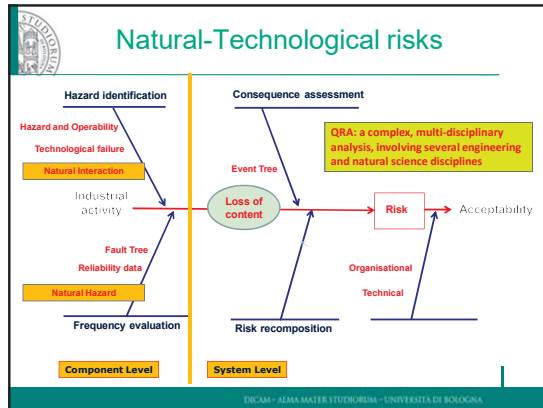 STUDIORUM
Natural-Technological risks
Hazard identification
Consequence assessment
Hazard and Operability
Technological failure
Natural Interaction
QRA: a complex, multi-disciplinary
analysis, involving several engineering
and natural science disciplines
Event Tree
Industrial
activity
Loss of
content
Risk
Acceptability
Fault Tree
Reliability data
Natural Hazard
Organisational
Technical
Frequency evaluation
Risk recomposition
Component Level
System Level
DICAM - ALMA MATER STUDIORUM - UNIVERSITÀ DI BOLOGNA